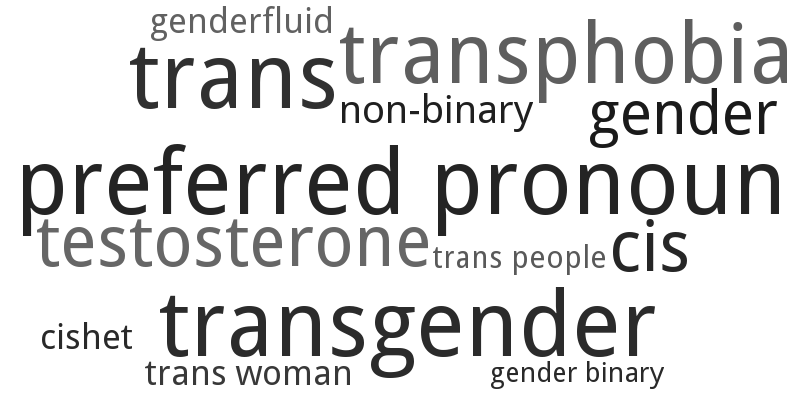 genderfluid
trans transphobia
non-binary gender
preferred pronoun
testosterone trans people cis
transgender
cishet
trans woman gender binary